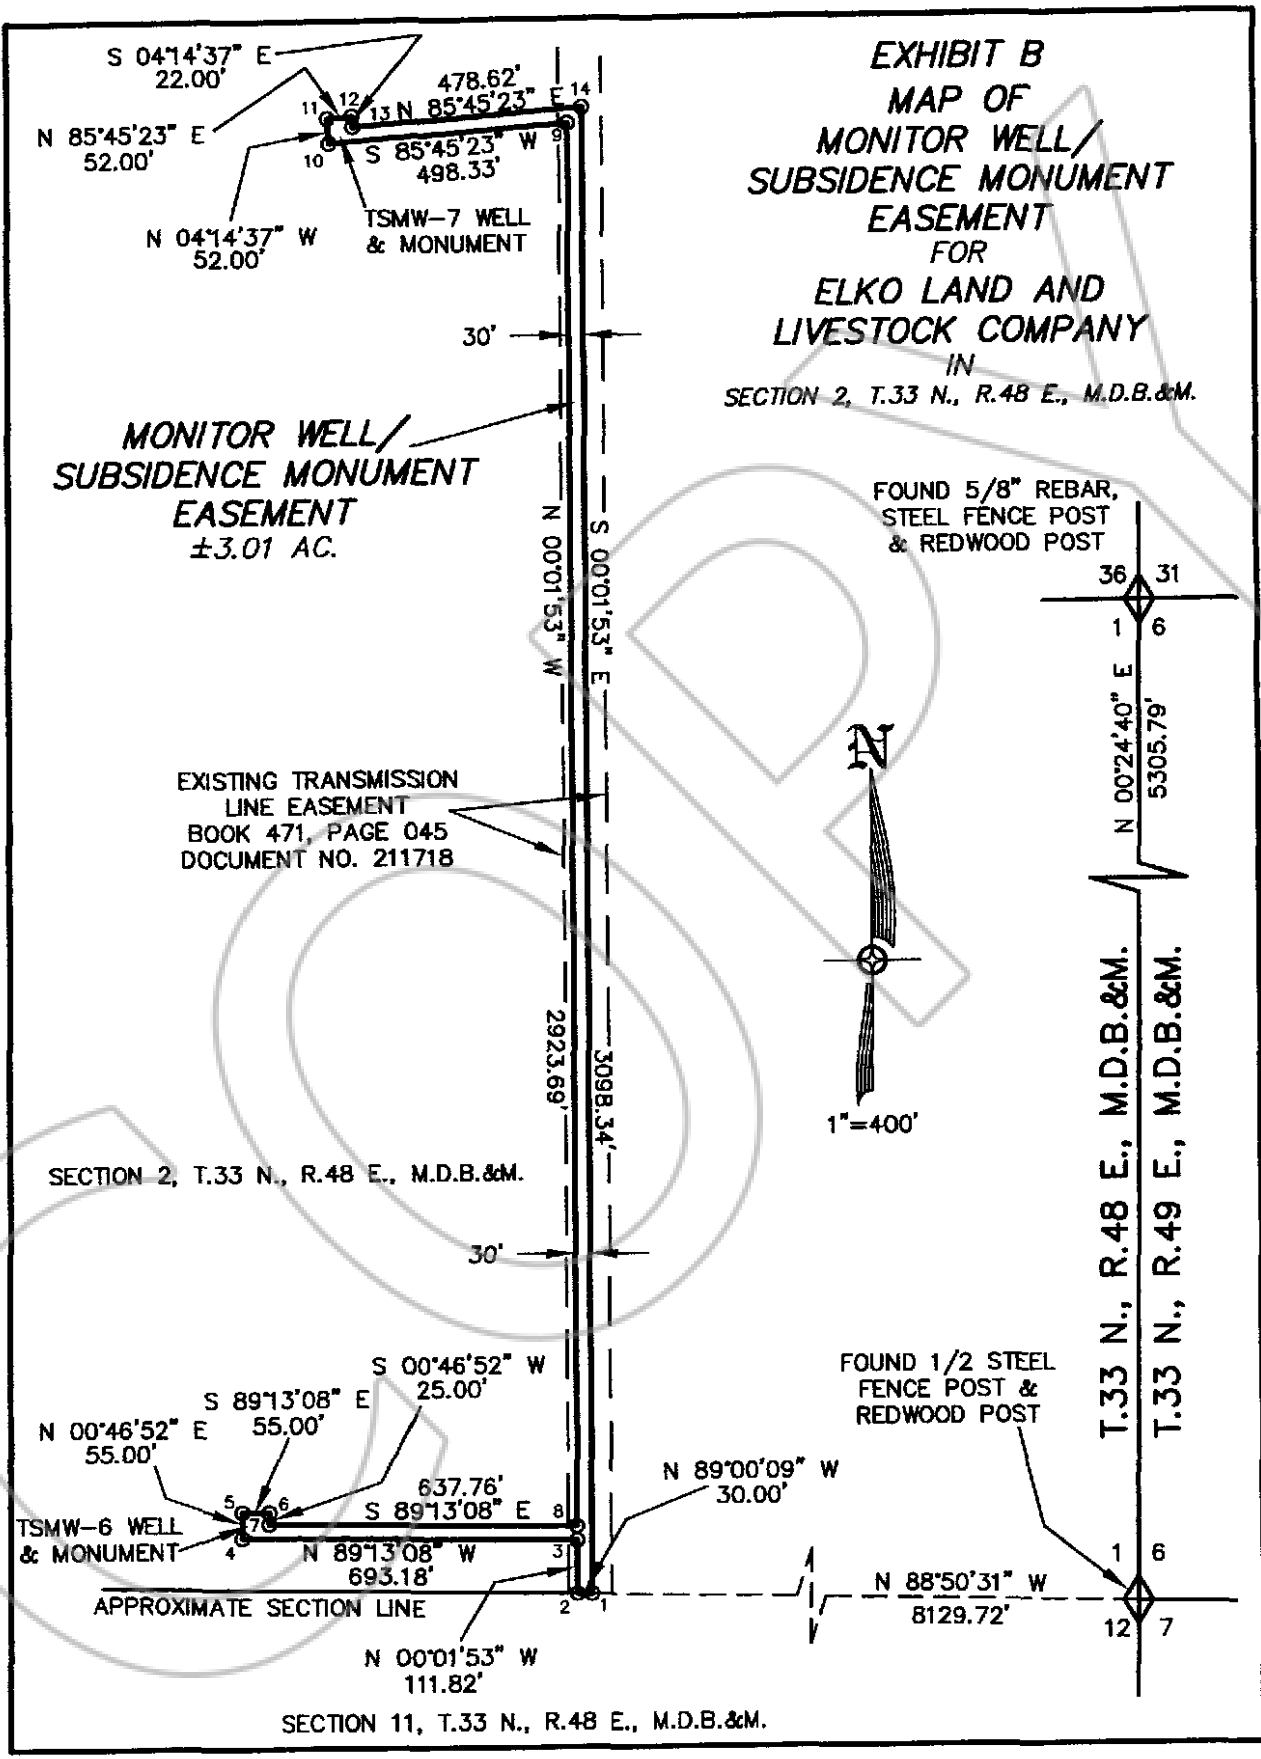 EXHIBIT B
MAP OF
MONITOR WELL/
SUBSIDENCE MONUMENT
EASEMENT
FOR
ELKO LAND AND
LIVESTOCK COMPANY
IN
SECTION 2, T.33 N., R.48 E., M.D.B.&M.
S 04°14'37" E
22.00'
N 85°45'23" E
52.00'
N 04°14'37" W
52.00'
11
12
13
10
478.62'
N 85°45'23" E
14
S 85°45'23" W
498.33'
9
TSMW-7 WELL
& MONUMENT
30'
MONITOR WELL/
SUBSIDENCE MONUMENT
EASEMENT
±3.01 AC.
N 00°01'53" W
S 00°01'53" E
FOUND 5/8" REBAR,
STEEL FENCE POST
& REDWOOD POST
36 31
1 6
N 00°24'40" E
5305.79'
EXISTING TRANSMISSION
LINE EASEMENT
BOOK 471, PAGE 045
DOCUMENT NO. 211718
N
1"=400'
2923.69'
3098.34'
T.33 N., R.48 E., M.D.B.&M.
T.33 N., R.49 E., M.D.B.&M.
SECTION 2, T.33 N., R.48 E., M.D.B.&M.
30'
S 00°46'52" W
25.00'
S 89°13'08" E
55.00'
N 00°46'52" E
55.00'
637.76'
S 89°13'08" E
5
6
7
8
4
3
TSMW-6 WELL
& MONUMENT
N 89°13'08" W
693.18'
N 89°00'09" W
30.00'
FOUND 1/2 STEEL
FENCE POST &
REDWOOD POST
APPROXIMATE SECTION LINE
2
1
N 00°01'53" W
111.82'
N 88°50'31" W
8129.72'
1 6
12 7
SECTION 11, T.33 N., R.48 E., M.D.B.&M.
COPY